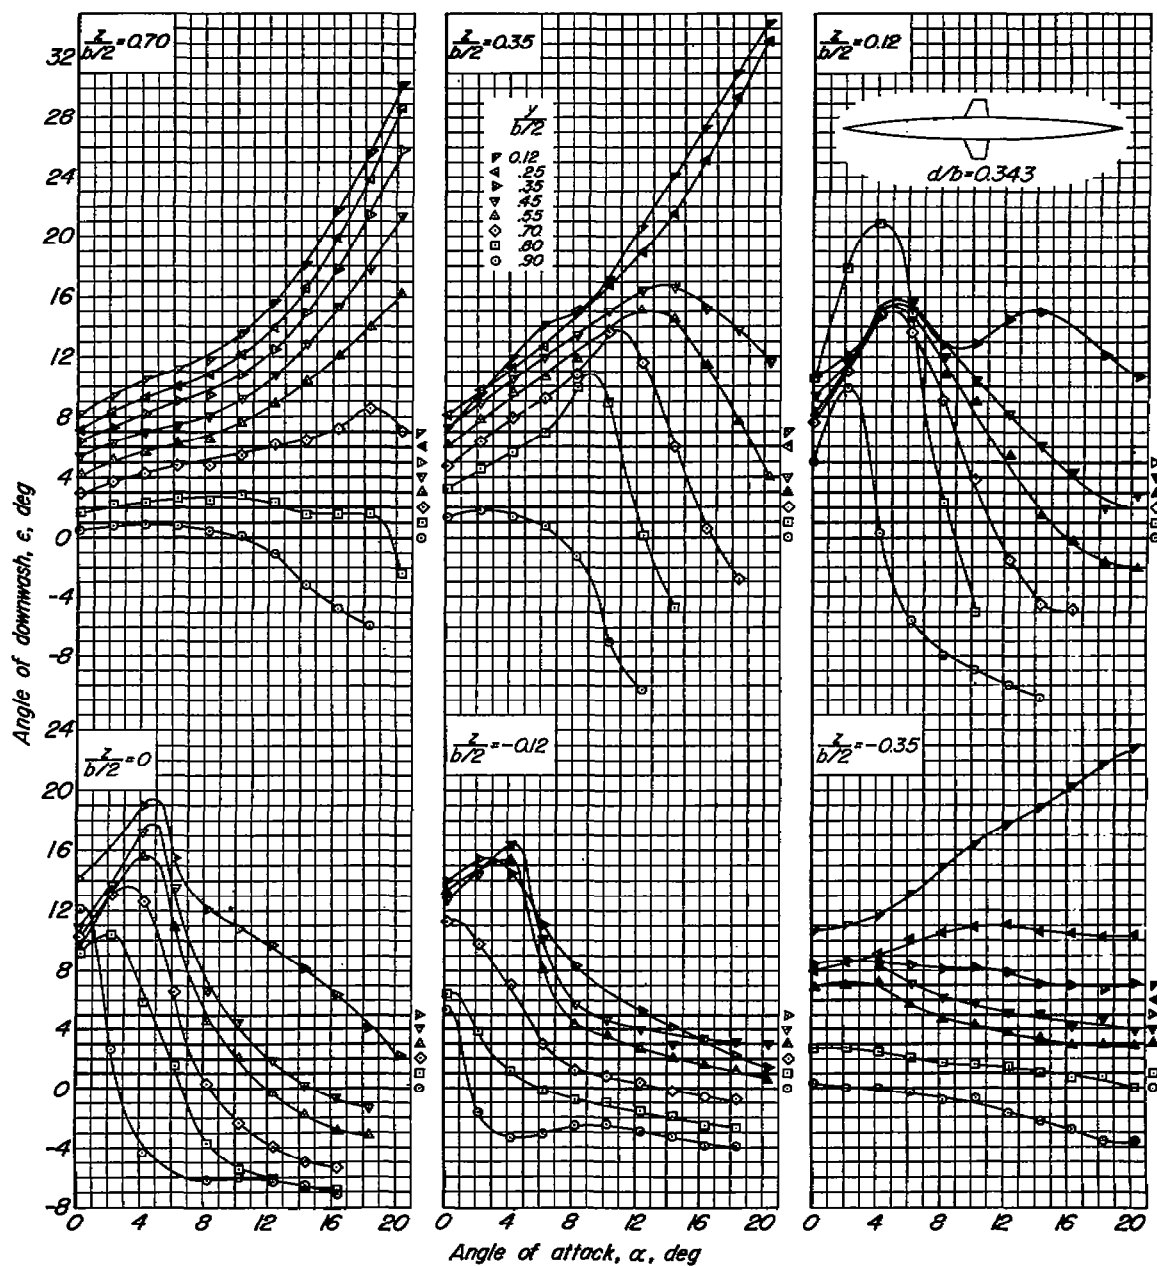 z/b/2 = 0.70
z/b/2 = 0.35
z/b/2 = 0.12
32
28
24
20
16
12
8
4
0
-4
-8
y/b/2
0.12
.25
.35
.45
.55
.70
.80
.90
d/b=0.343
Angle of downwash, ε, deg
z/b/2 = 0
z/b/2 = -0.12
z/b/2 = -0.35
24
20
16
12
8
4
0
-4
-8
0 4 8 12 16 20
0 4 8 12 16 20
0 4 8 12 16 20
Angle of attack, α, deg